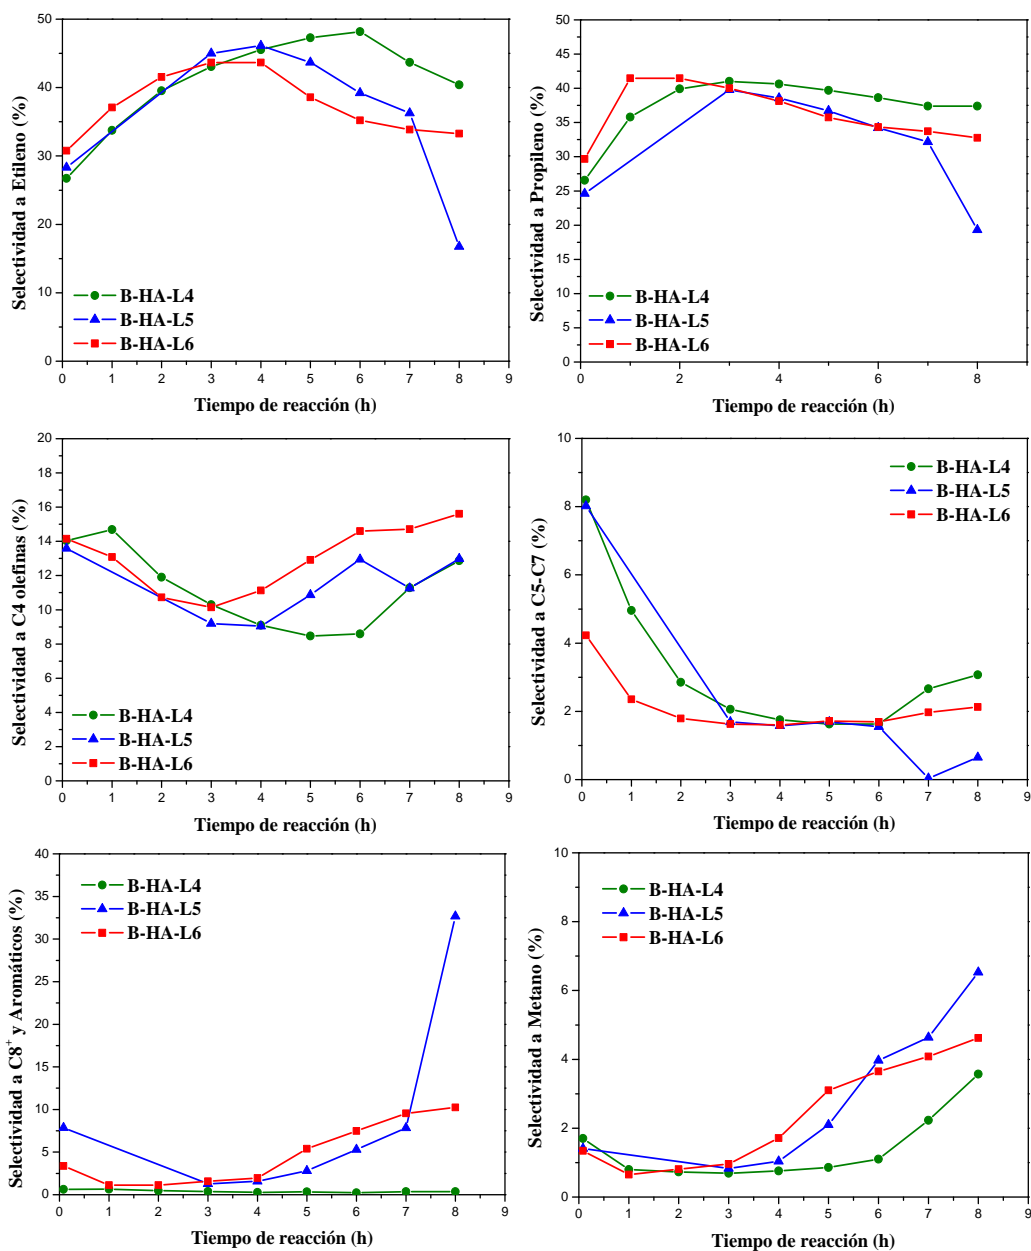 50
40
30
20
10
0
Selectividad a Etileno (%)
B-HA-L4
B-HA-L5
B-HA-L6
0 1 2 3 4 5 6 7 8 9
Tiempo de reacción (h)
50
45
40
35
30
25
20
15
10
5
0
Selectividad a Propileno (%)
B-HA-L4
B-HA-L5
B-HA-L6
0 2 4 6 8
Tiempo de reacción (h)
20
18
16
14
12
10
8
6
4
2
0
Selectividad a C4 olefinas (%)
B-HA-L4
B-HA-L5
B-HA-L6
0 1 2 3 4 5 6 7 8 9
Tiempo de reacción (h)
10
8
6
4
2
0
Selectividad a C5-C7 (%)
B-HA-L4
B-HA-L5
B-HA-L6
0 1 2 3 4 5 6 7 8 9
Tiempo de reacción (h)
40
35
30
25
20
15
10
5
0
Selectividad a C8⁺ y Aromáticos (%)
B-HA-L4
B-HA-L5
B-HA-L6
0 1 2 3 4 5 6 7 8 9
Tiempo de reacción (h)
10
8
6
4
2
0
Selectividad a Metano (%)
B-HA-L4
B-HA-L5
B-HA-L6
0 1 2 3 4 5 6 7 8 9
Tiempo de reacción (h)